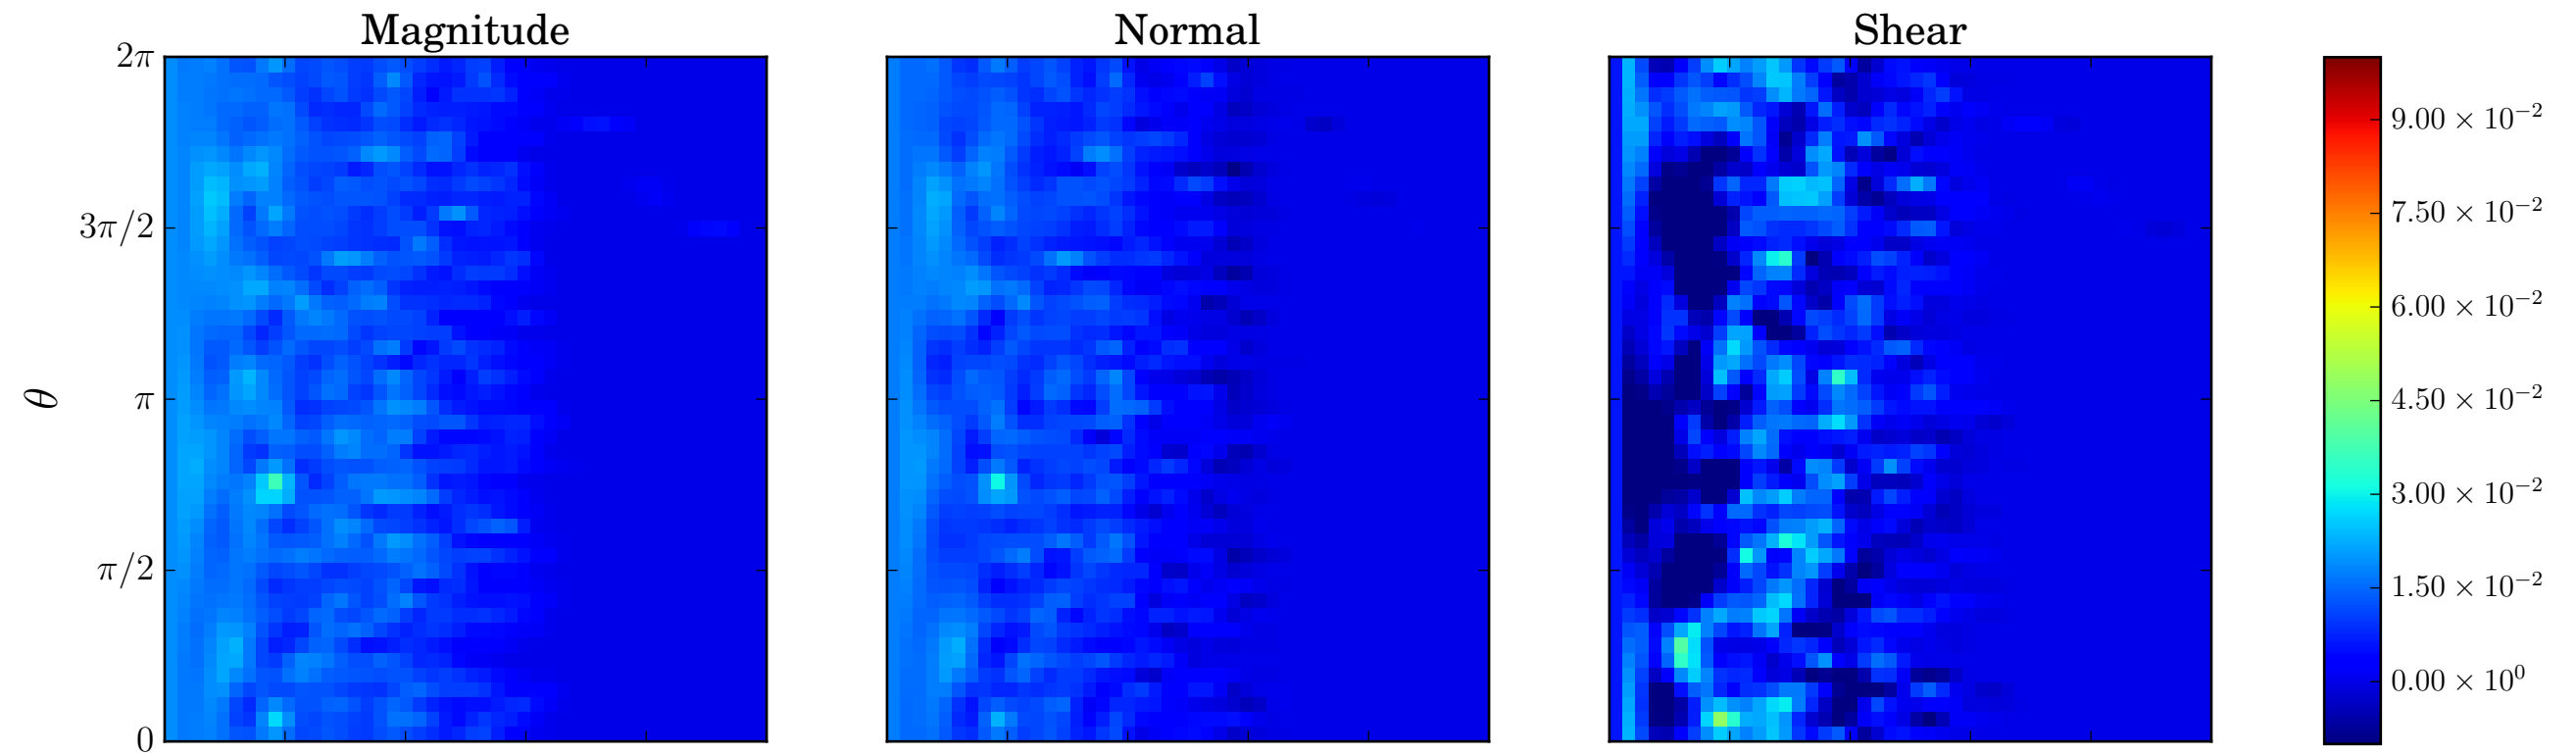 Magnitude
Normal
Shear
2π
3π/2
π
π/2
0
θ
9.00 × 10⁻²
7.50 × 10⁻²
6.00 × 10⁻²
4.50 × 10⁻²
3.00 × 10⁻²
1.50 × 10⁻²
0.00 × 10⁰